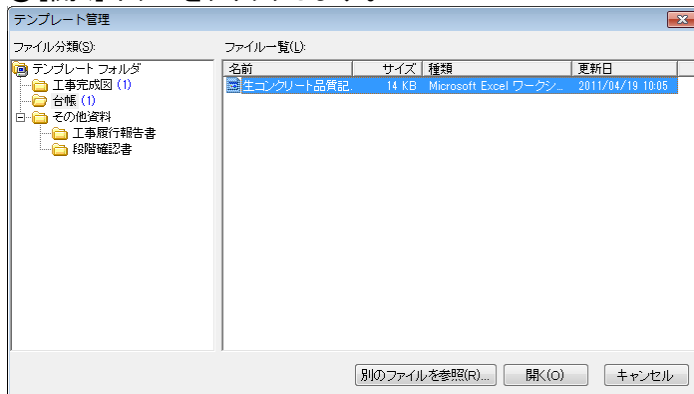 テンプレート管理
ファイル分類(S):
ファイル一覧(L):
テンプレート フォルダ
工事完成図 (1)
台帳 (1)
その他資料
工事履行報告書
段階確認書
名前 サイズ 種類 更新日
生コンクリート品質記. 14 KB Microsoft Excel ワークシ... 2011/04/19 10:05
別のファイルを参照(R)... 開く(O) キャンセル